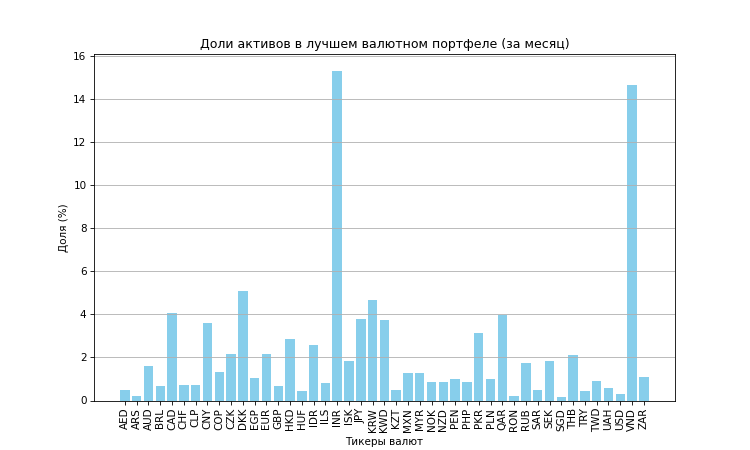 Доли активов в лучшем валютном портфеле (за месяц)
Доля (%)
16
14
12
10
8
6
4
2
0
AED
ARS
AUD
BRL
CAD
CHF
CLP
CNY
COP
CZK
DKK
EGP
EUR
GBP
HKD
HUF
IDR
ILS
INR
ISK
JPY
KRW
KWD
KZT
MXN
MYR
NOK
NZD
PEN
PHP
PKR
PLN
QAR
RON
RUB
SAR
SEK
SGD
THB
TRY
TWD
UAH
USD
VND
ZAR
Тикеры валют